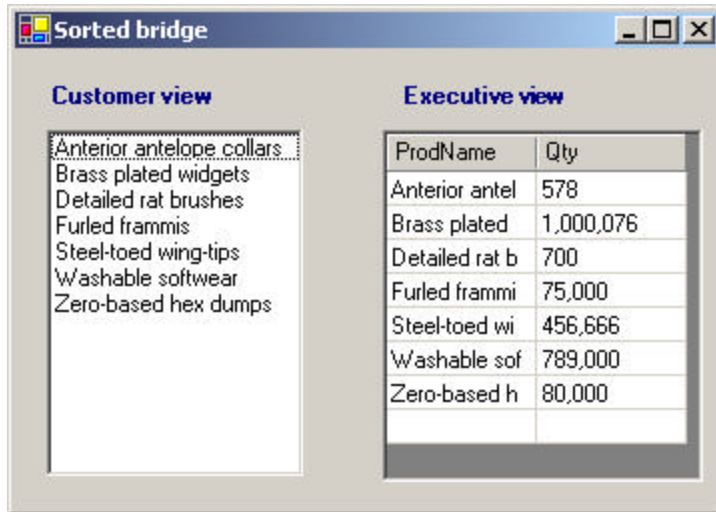 Sorted bridge
Customer view
Anterior antelope collars
Brass plated widgets
Detailed rat brushes
Furled frammis
Steel-toed wing-tips
Washable softwear
Zero-based hex dumps
Executive view
ProdName Qty
Anterior antel 578
Brass plated 1,000,076
Detailed rat b 700
Furled frammi 75,000
Steel-toed wi 456,666
Washable sof 789,000
Zero-based h 80,000